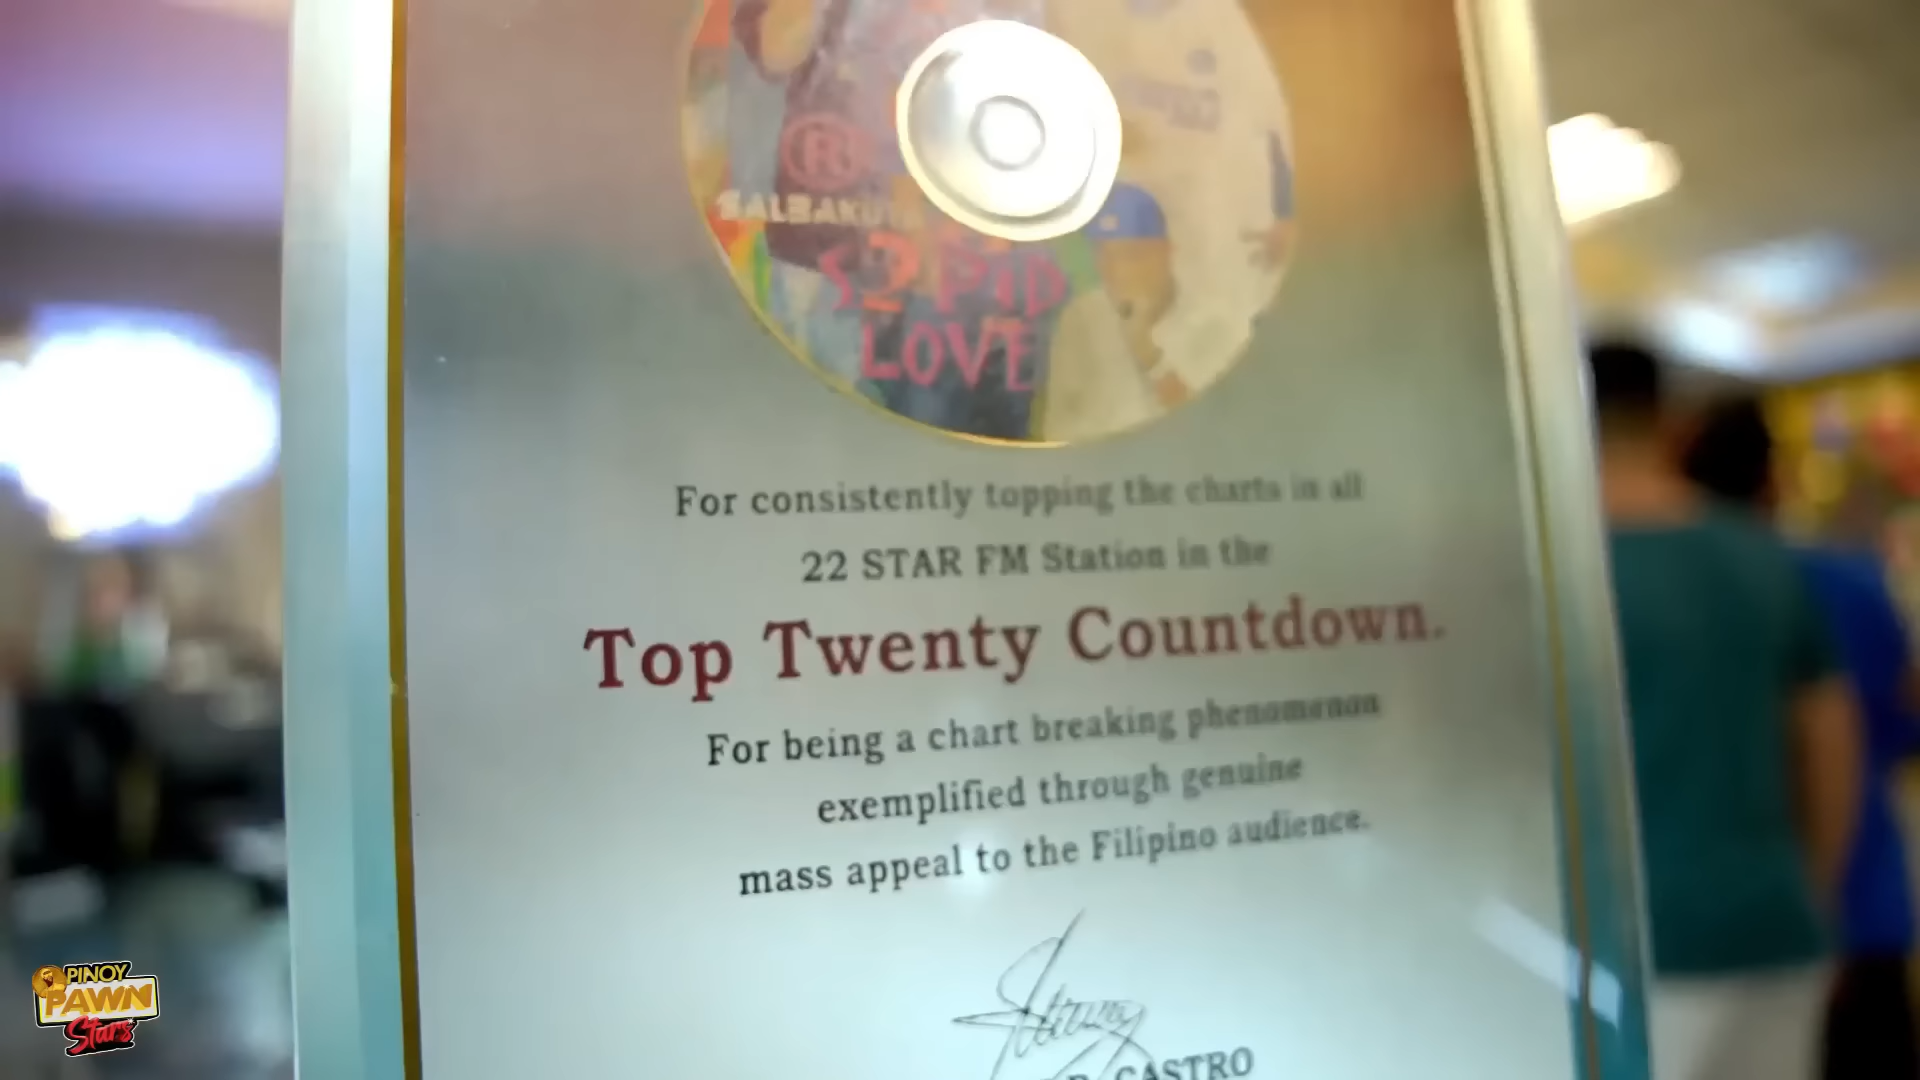 SALBAKUTA
S2PID
LOVE
For consistently topping the charts in all
22 STAR FM Station in the
Top Twenty Countdown.
For being a chart breaking phenomenon
exemplified through genuine
mass appeal to the Filipino audience.
CASTRO
PINOY
PAWN
Stars